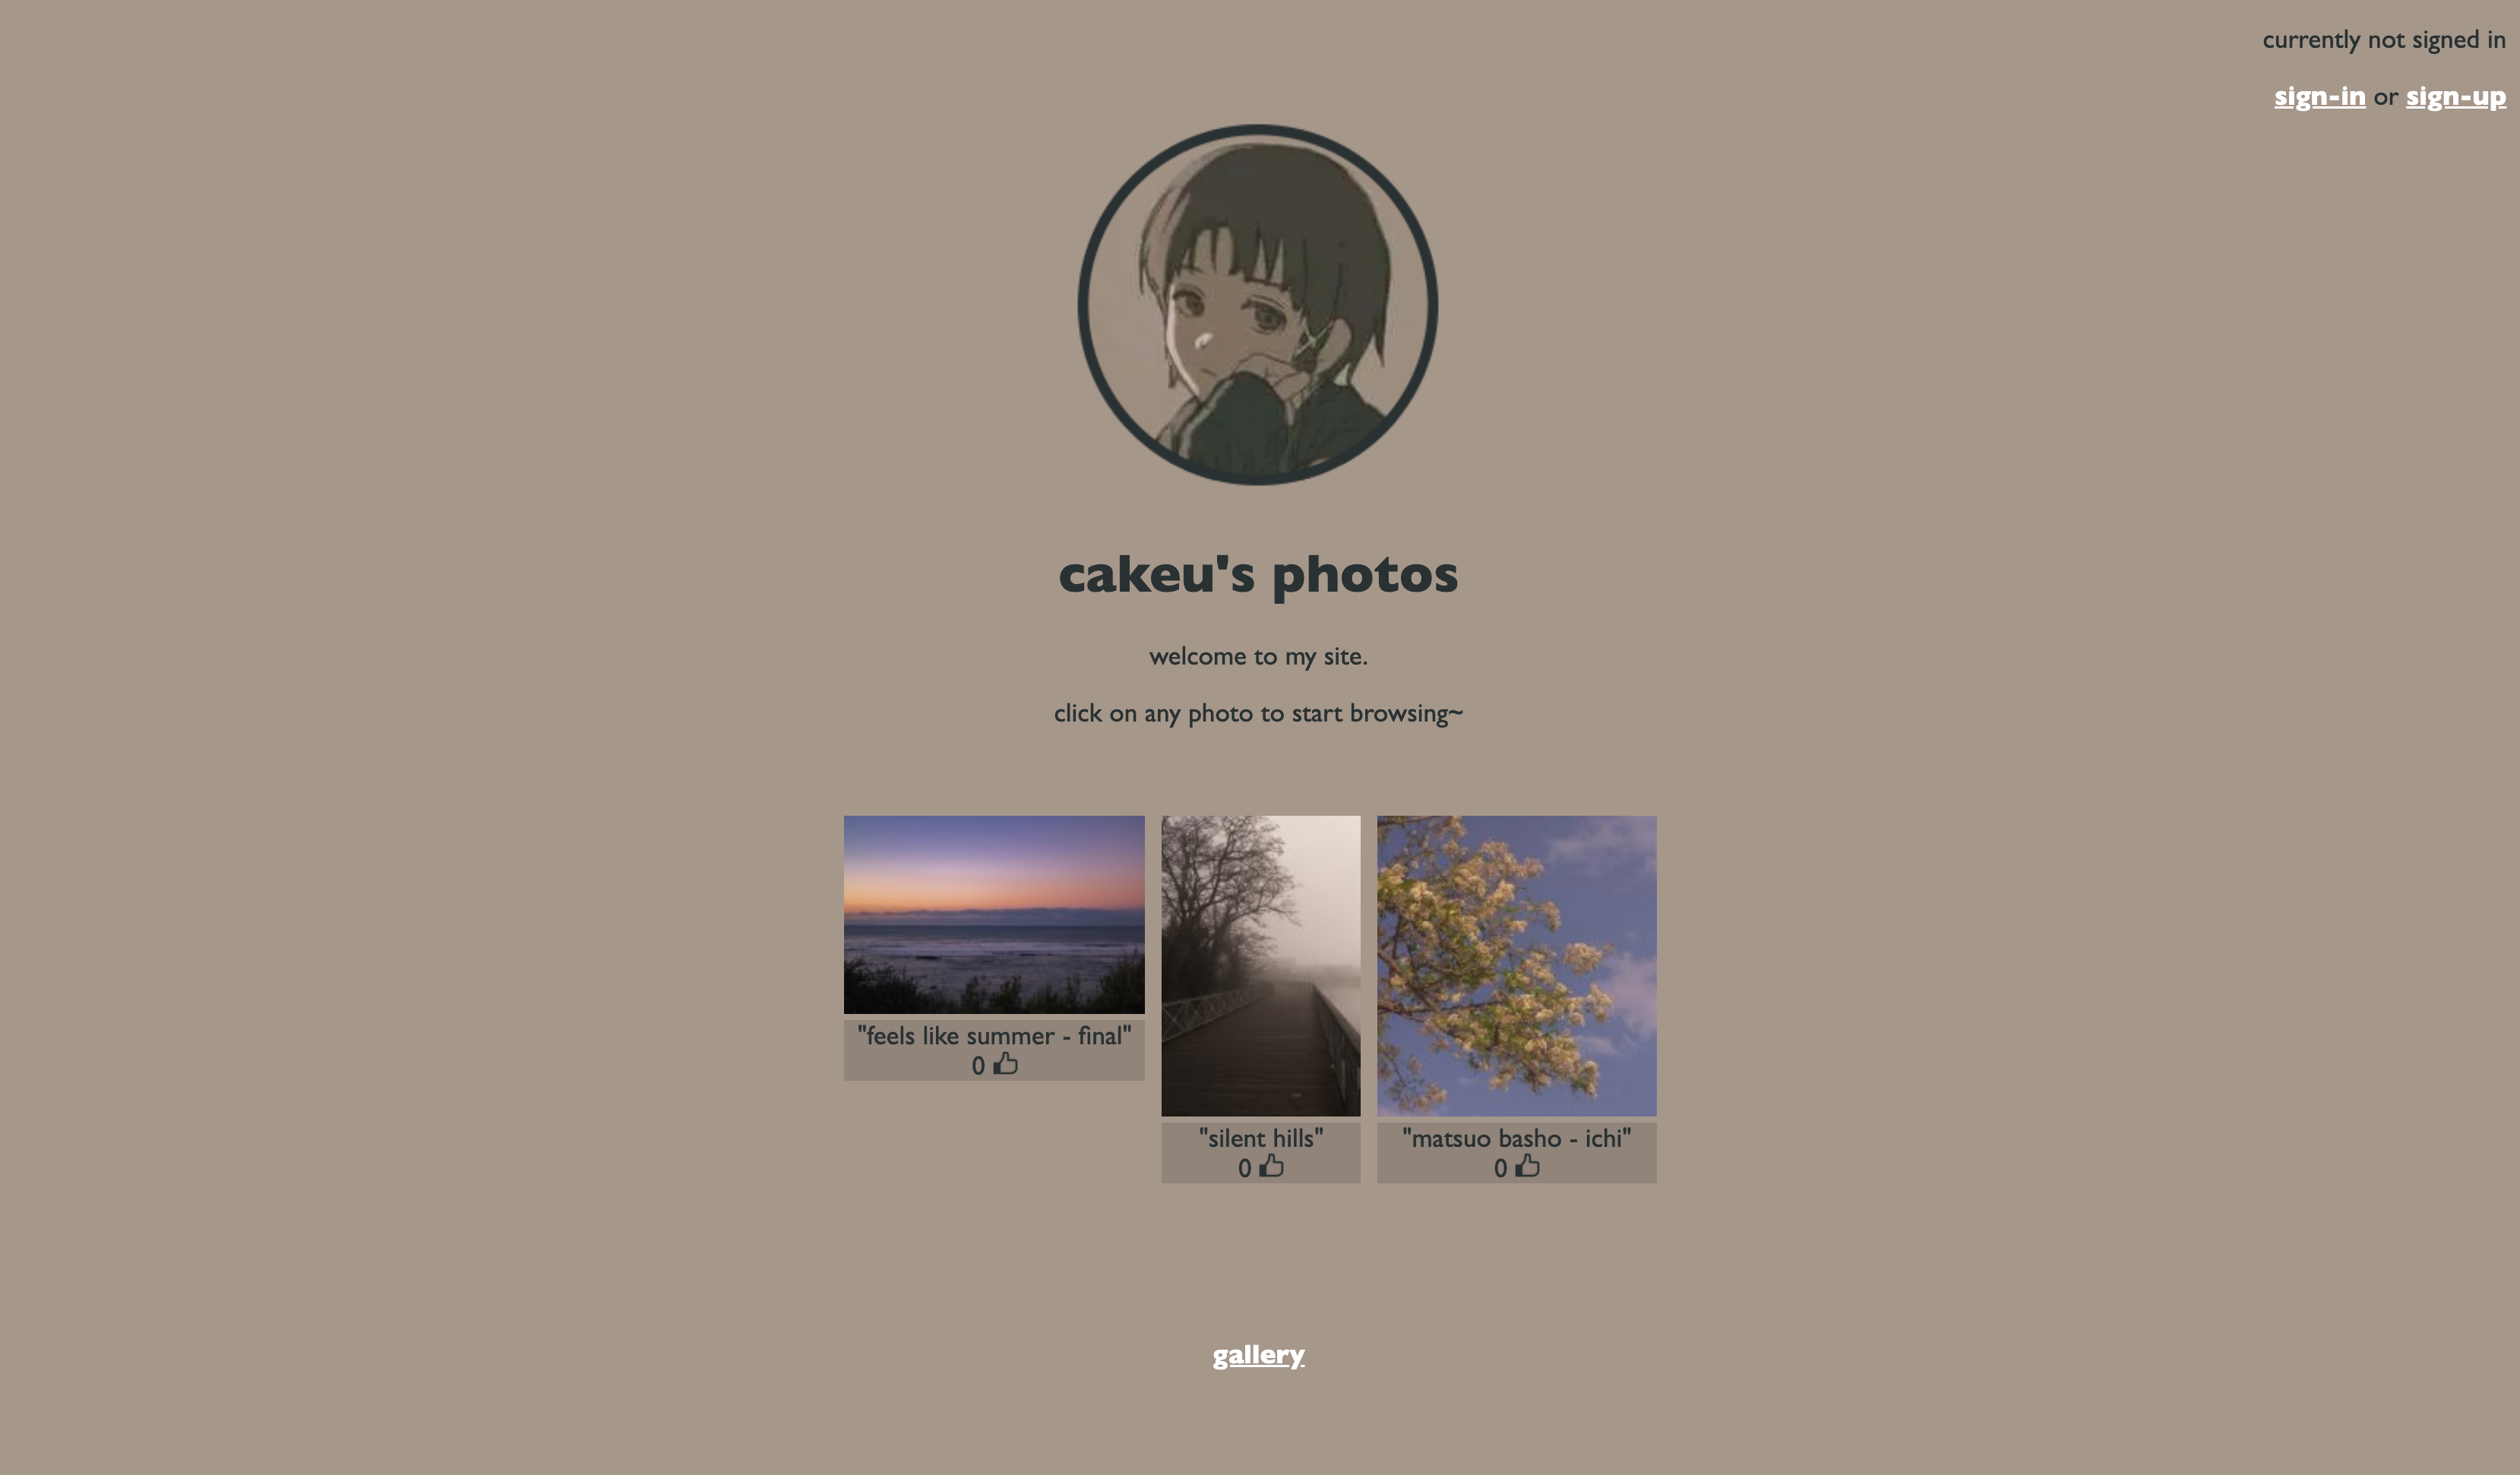 currently not signed in
sign-in or sign-up
cakeu's photos
welcome to my site.
click on any photo to start browsing~
"feels like summer - final"
0
"silent hills"
0
"matsuo basho - ichi"
0
gallery